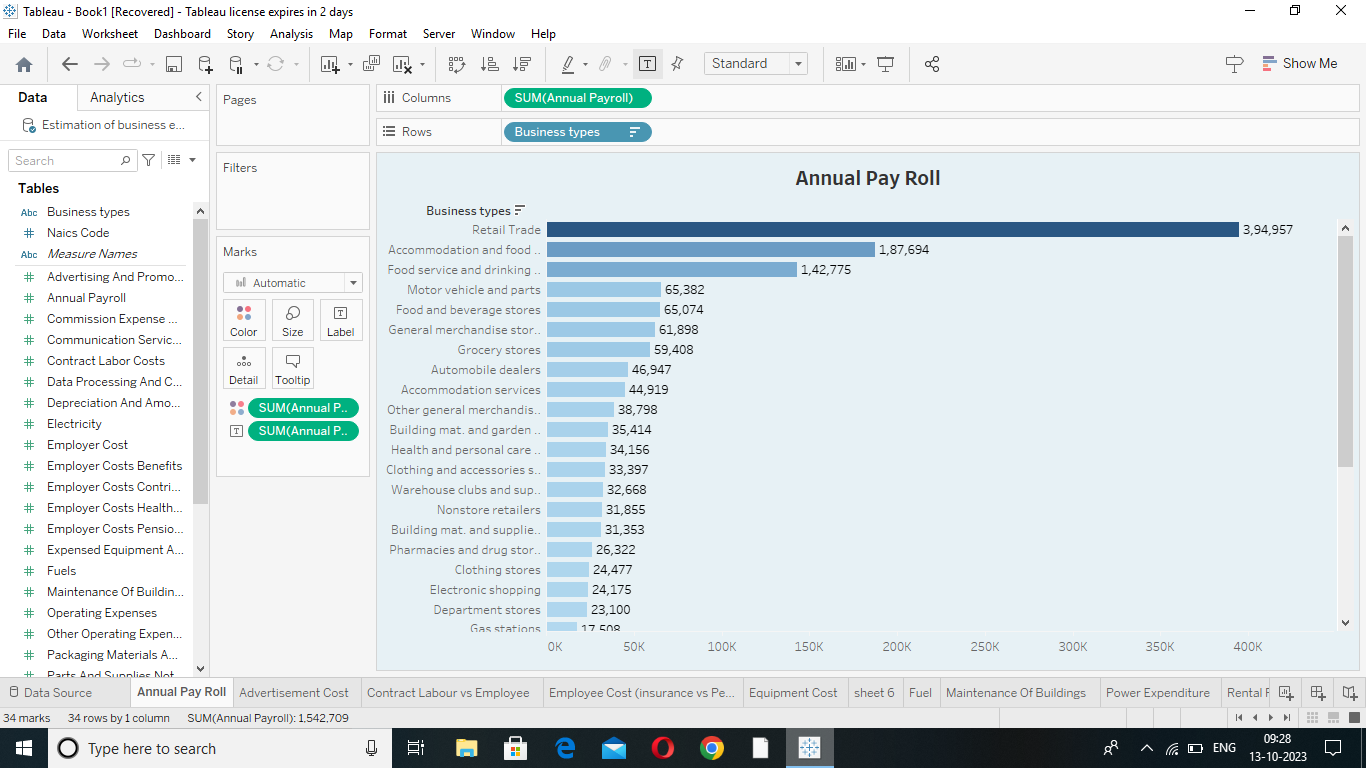 Tableau - Book1 [Recovered] - Tableau license expires in 2 days
File Data Worksheet Dashboard Story Analysis Map Format Server Window Help
Standard
Show Me
Data Analytics
Estimation of business e...
Search
Tables
Abc Business types
# Naics Code
Abc Measure Names
# Advertising And Promo...
# Annual Payroll
# Commission Expense ...
# Communication Servic...
# Contract Labor Costs
# Data Processing And C...
# Depreciation And Amo...
# Electricity
# Employer Cost
# Employer Costs Benefits
# Employer Costs Contri...
# Employer Costs Health...
# Employer Costs Pensio...
# Expensed Equipment A...
# Fuels
# Maintenance Of Buildin...
# Operating Expenses
# Other Operating Expen...
# Packaging Materials A...
# Parts And Supplies Not
Pages
Filters
Marks
Automatic
Color Size Label
Detail Tooltip
SUM(Annual P..
SUM(Annual P..
Columns SUM(Annual Payroll)
Rows Business types
Annual Pay Roll
Business types
Retail Trade 3,94,957
Accommodation and food .. 1,87,694
Food service and drinking .. 1,42,775
Motor vehicle and parts 65,382
Food and beverage stores 65,074
General merchandise stor.. 61,898
Grocery stores 59,408
Automobile dealers 46,947
Accommodation services 44,919
Other general merchandis.. 38,798
Building mat. and garden .. 35,414
Health and personal care .. 34,156
Clothing and accessories s.. 33,397
Warehouse clubs and sup.. 32,668
Nonstore retailers 31,855
Building mat. and supplie.. 31,353
Pharmacies and drug stor.. 26,322
Clothing stores 24,477
Electronic shopping 24,175
Department stores 23,100
Gas stations 17,508
0K 50K 100K 150K 200K 250K 300K 350K 400K
Data Source Annual Pay Roll Advertisement Cost Contract Labour vs Employee Employee Cost (insurance vs Pe... Equipment Cost sheet 6 Fuel Maintenance Of Buildings Power Expenditure Rental F
34 marks 34 rows by 1 column SUM(Annual Payroll): 1,542,709
Type here to search
ENG
09:28
13-10-2023